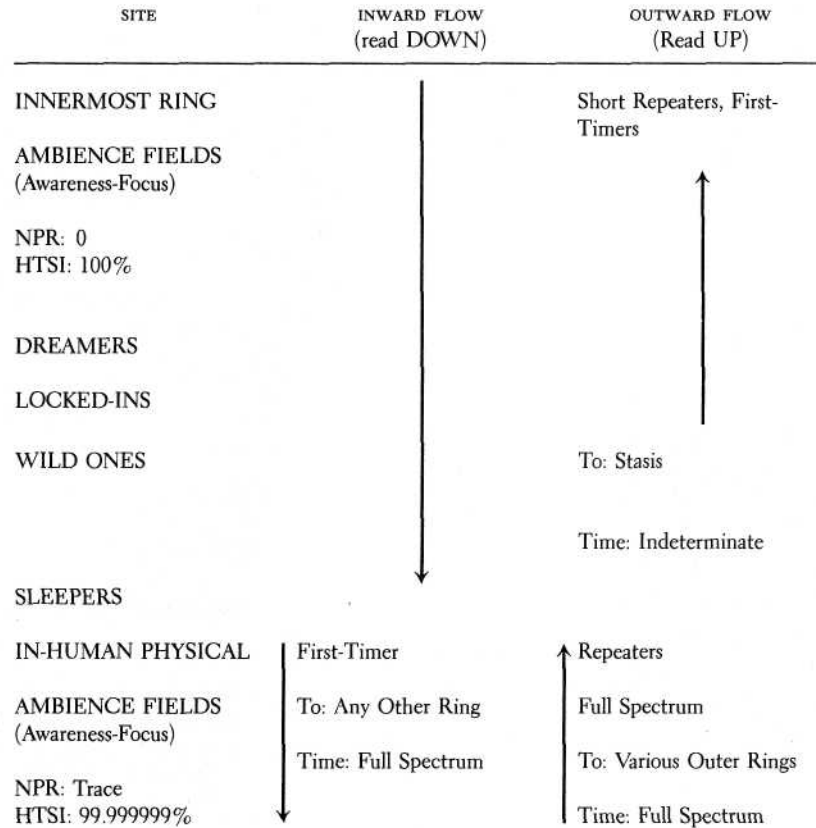 SITE
INWARD FLOW
(read DOWN)
OUTWARD FLOW
(Read UP)
INNERMOST RING
Short Repeaters, First-
Timers
AMBIENCE FIELDS
(Awareness-Focus)
NPR: 0
HTSI: 100%
DREAMERS
LOCKED-INS
WILD ONES
To: Stasis
Time: Indeterminate
SLEEPERS
IN-HUMAN PHYSICAL
First-Timer
Repeaters
AMBIENCE FIELDS
(Awareness-Focus)
To: Any Other Ring
Full Spectrum
Time: Full Spectrum
To: Various Outer Rings
NPR: Trace
HTSI: 99.999999%
Time: Full Spectrum